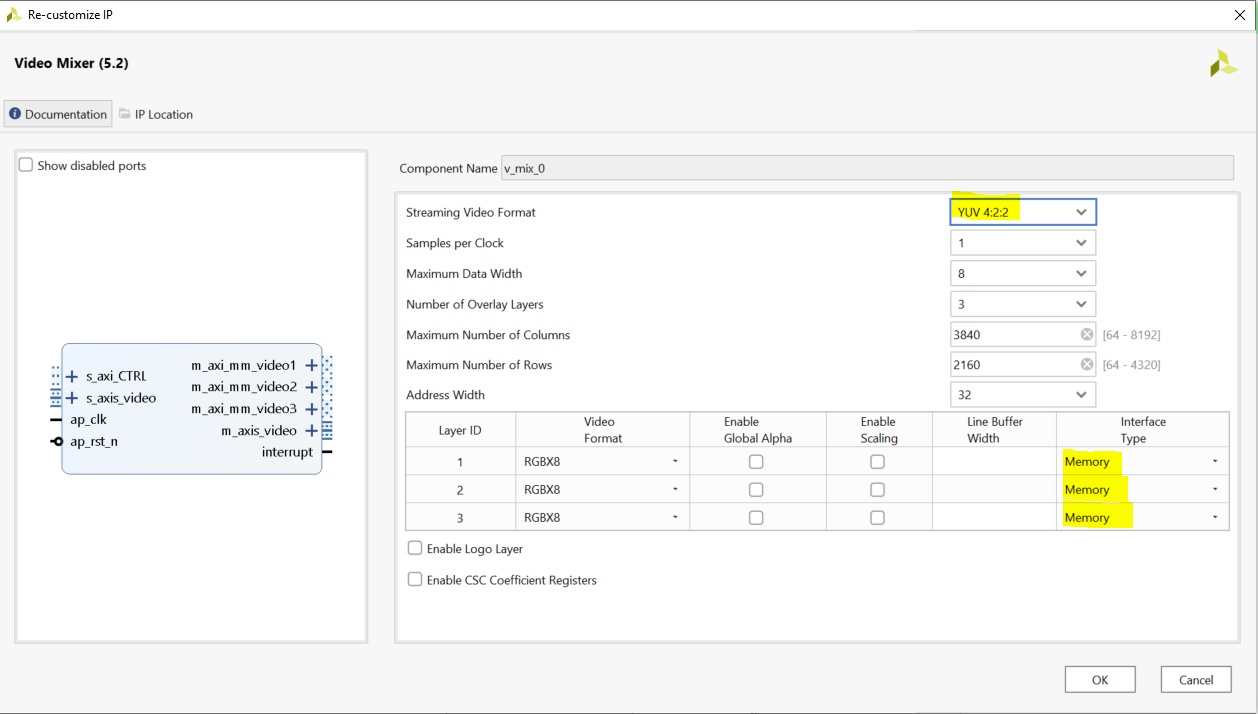 Re-customize IP
Video Mixer (5.2)
Documentation IP Location
Show disabled ports
s_axi_CTRL
s_axis_video
ap_clk
ap_rst_n
m_axi_mm_video1
m_axi_mm_video2
m_axi_mm_video3
m_axis_video
interrupt
Component Name v_mix_0
Streaming Video Format YUV 4:2:2
Samples per Clock 1
Maximum Data Width 8
Number of Overlay Layers 3
Maximum Number of Columns 3840 [64 - 8192]
Maximum Number of Rows 2160 [64 - 4320]
Address Width 32
Layer ID Video Format Enable Global Alpha Enable Scaling Line Buffer Width Interface Type
1 RGBX8 Memory
2 RGBX8 Memory
3 RGBX8 Memory
Enable Logo Layer
Enable CSC Coefficient Registers
OK Cancel